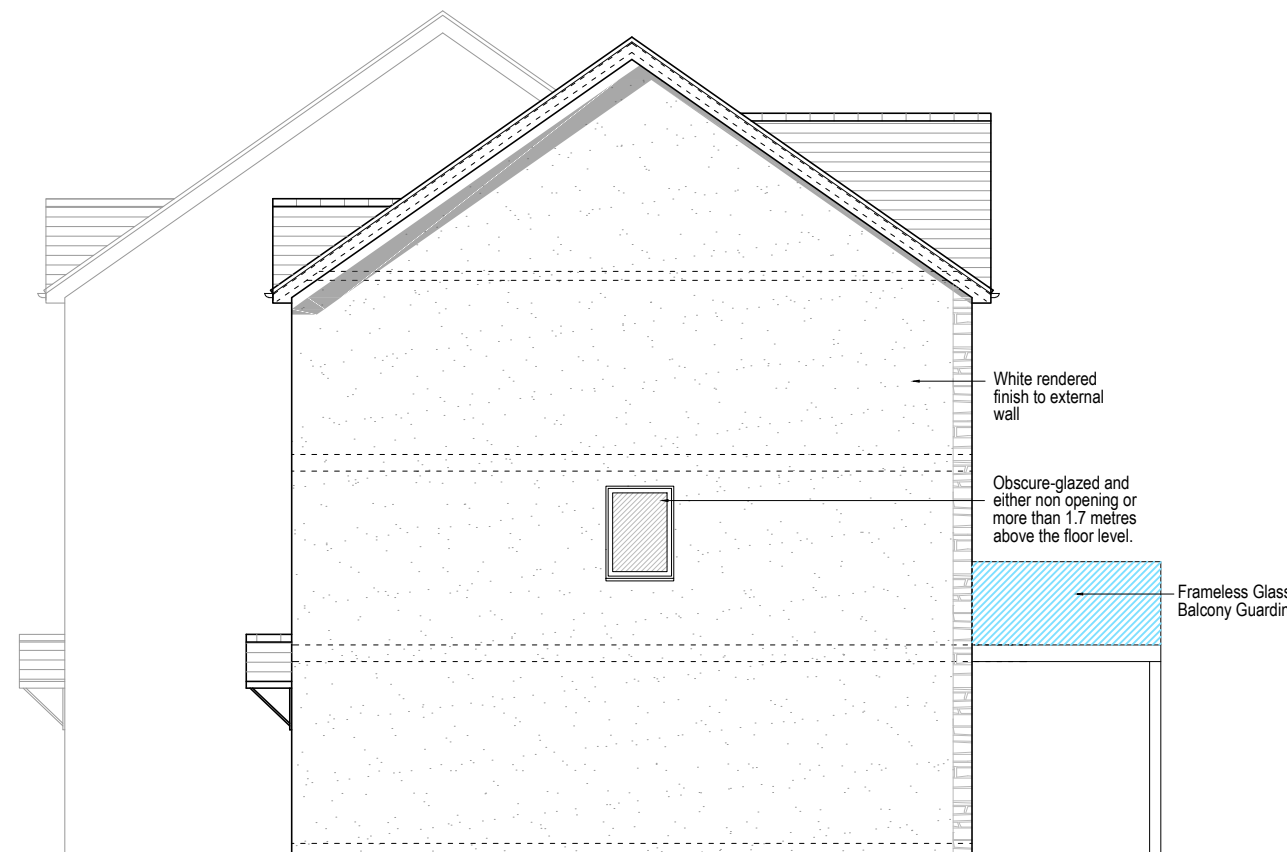 White rendered
finish to external
wall
Obscure-glazed and
either non opening or
more than 1.7 metres
above the floor level.
Frameless Glass
Balcony Guardin